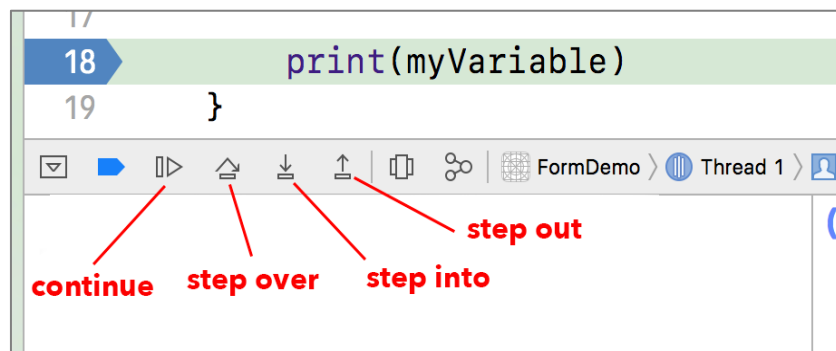 17
18 print(myVariable)
19 }
FormDemo Thread 1
step out
step over step into
continue
(